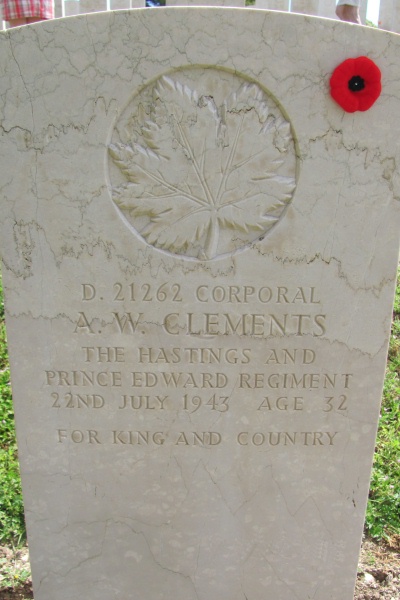 D. 21262 CORPORAL
A. W. CLEMENTS
THE HASTINGS AND
PRINCE EDWARD REGIMENT
22ND JULY 1943 AGE 32
FOR KING AND COUNTRY